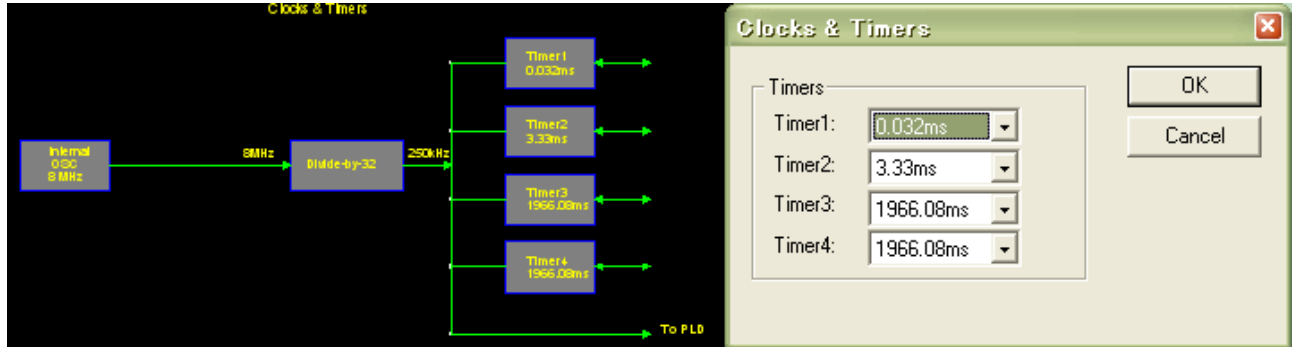 Clocks & Timers
Timer1
0.032ms
Timer2
3.33ms
Internal
OSC
8 MHz
8MHz
Divide-by-32
250kHz
Timer3
1966.08ms
Timer4
1966.08ms
To PLD
Clocks & Timers
Timers
Timer1:
0.032ms
Timer2:
3.33ms
Timer3:
1966.08ms
Timer4:
1966.08ms
OK
Cancel